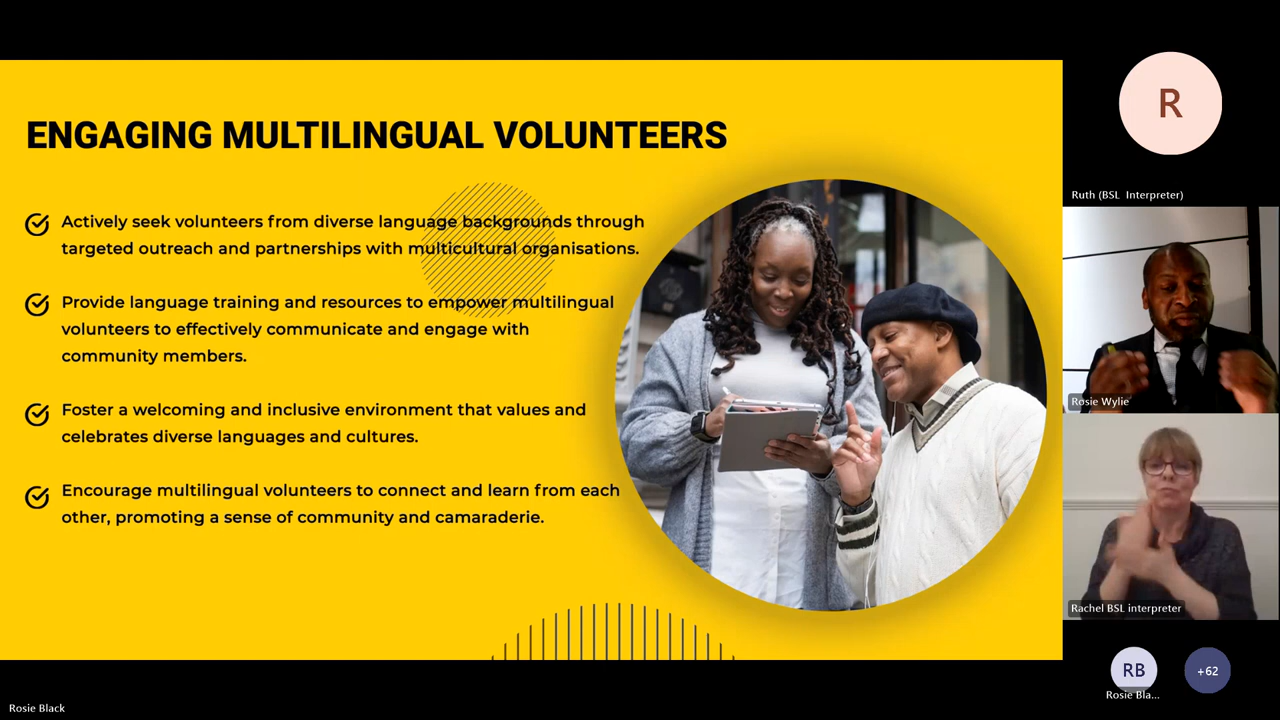 ENGAGING MULTILINGUAL VOLUNTEERS
Actively seek volunteers from diverse language backgrounds through
targeted outreach and partnerships with multicultural organisations.
Provide language training and resources to empower multilingual
volunteers to effectively communicate and engage with
community members.
Foster a welcoming and inclusive environment that values and
celebrates diverse languages and cultures.
Encourage multilingual volunteers to connect and learn from each
other, promoting a sense of community and camaraderie.
R
Ruth (BSL Interpreter)
Rosie Wylie
Rachel BSL interpreter
RB
+62
Rosie Bla...
Rosie Black